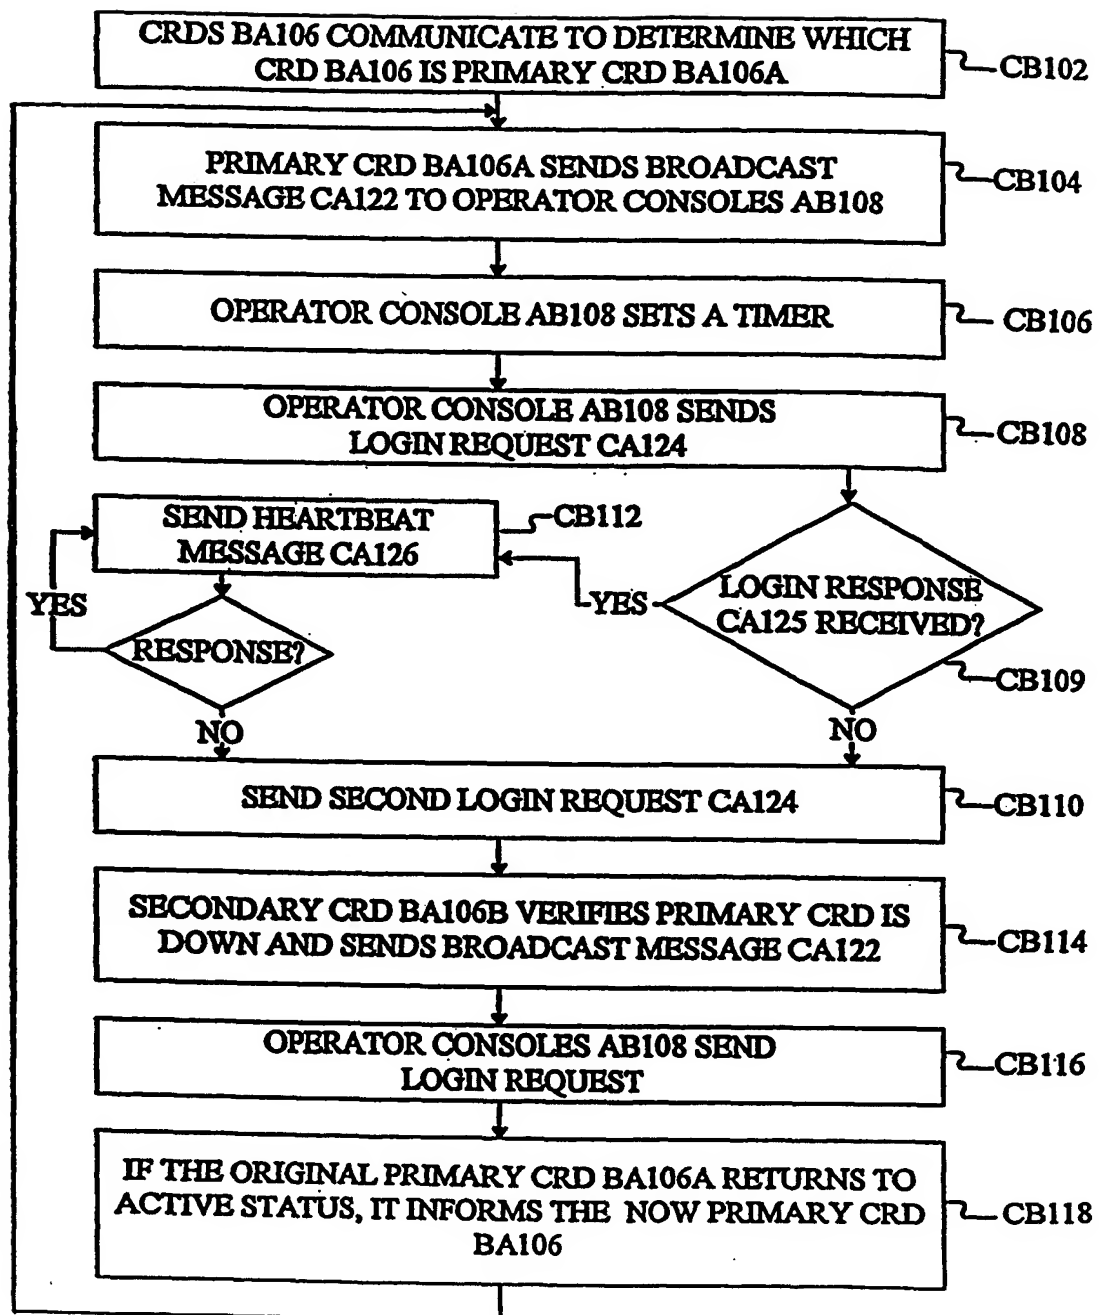 CRDS BA106 COMMUNICATE TO DETERMINE WHICH
CRD BA106 IS PRIMARY CRD BA106A
CB102
PRIMARY CRD BA106A SENDS BROADCAST
MESSAGE CA122 TO OPERATOR CONSOLES AB108
CB104
OPERATOR CONSOLE AB108 SETS A TIMER
CB106
OPERATOR CONSOLE AB108 SENDS
LOGIN REQUEST CA124
CB108
SEND HEARTBEAT
MESSAGE CA126
CB112
YES
RESPONSE?
NO
YES
LOGIN RESPONSE
CA125 RECEIVED?
CB109
NO
SEND SECOND LOGIN REQUEST CA124
CB110
SECONDARY CRD BA106B VERIFIES PRIMARY CRD IS
DOWN AND SENDS BROADCAST MESSAGE CA122
CB114
OPERATOR CONSOLES AB108 SEND
LOGIN REQUEST
CB116
IF THE ORIGINAL PRIMARY CRD BA106A RETURNS TO
ACTIVE STATUS, IT INFORMS THE NOW PRIMARY CRD
BA106
CB118